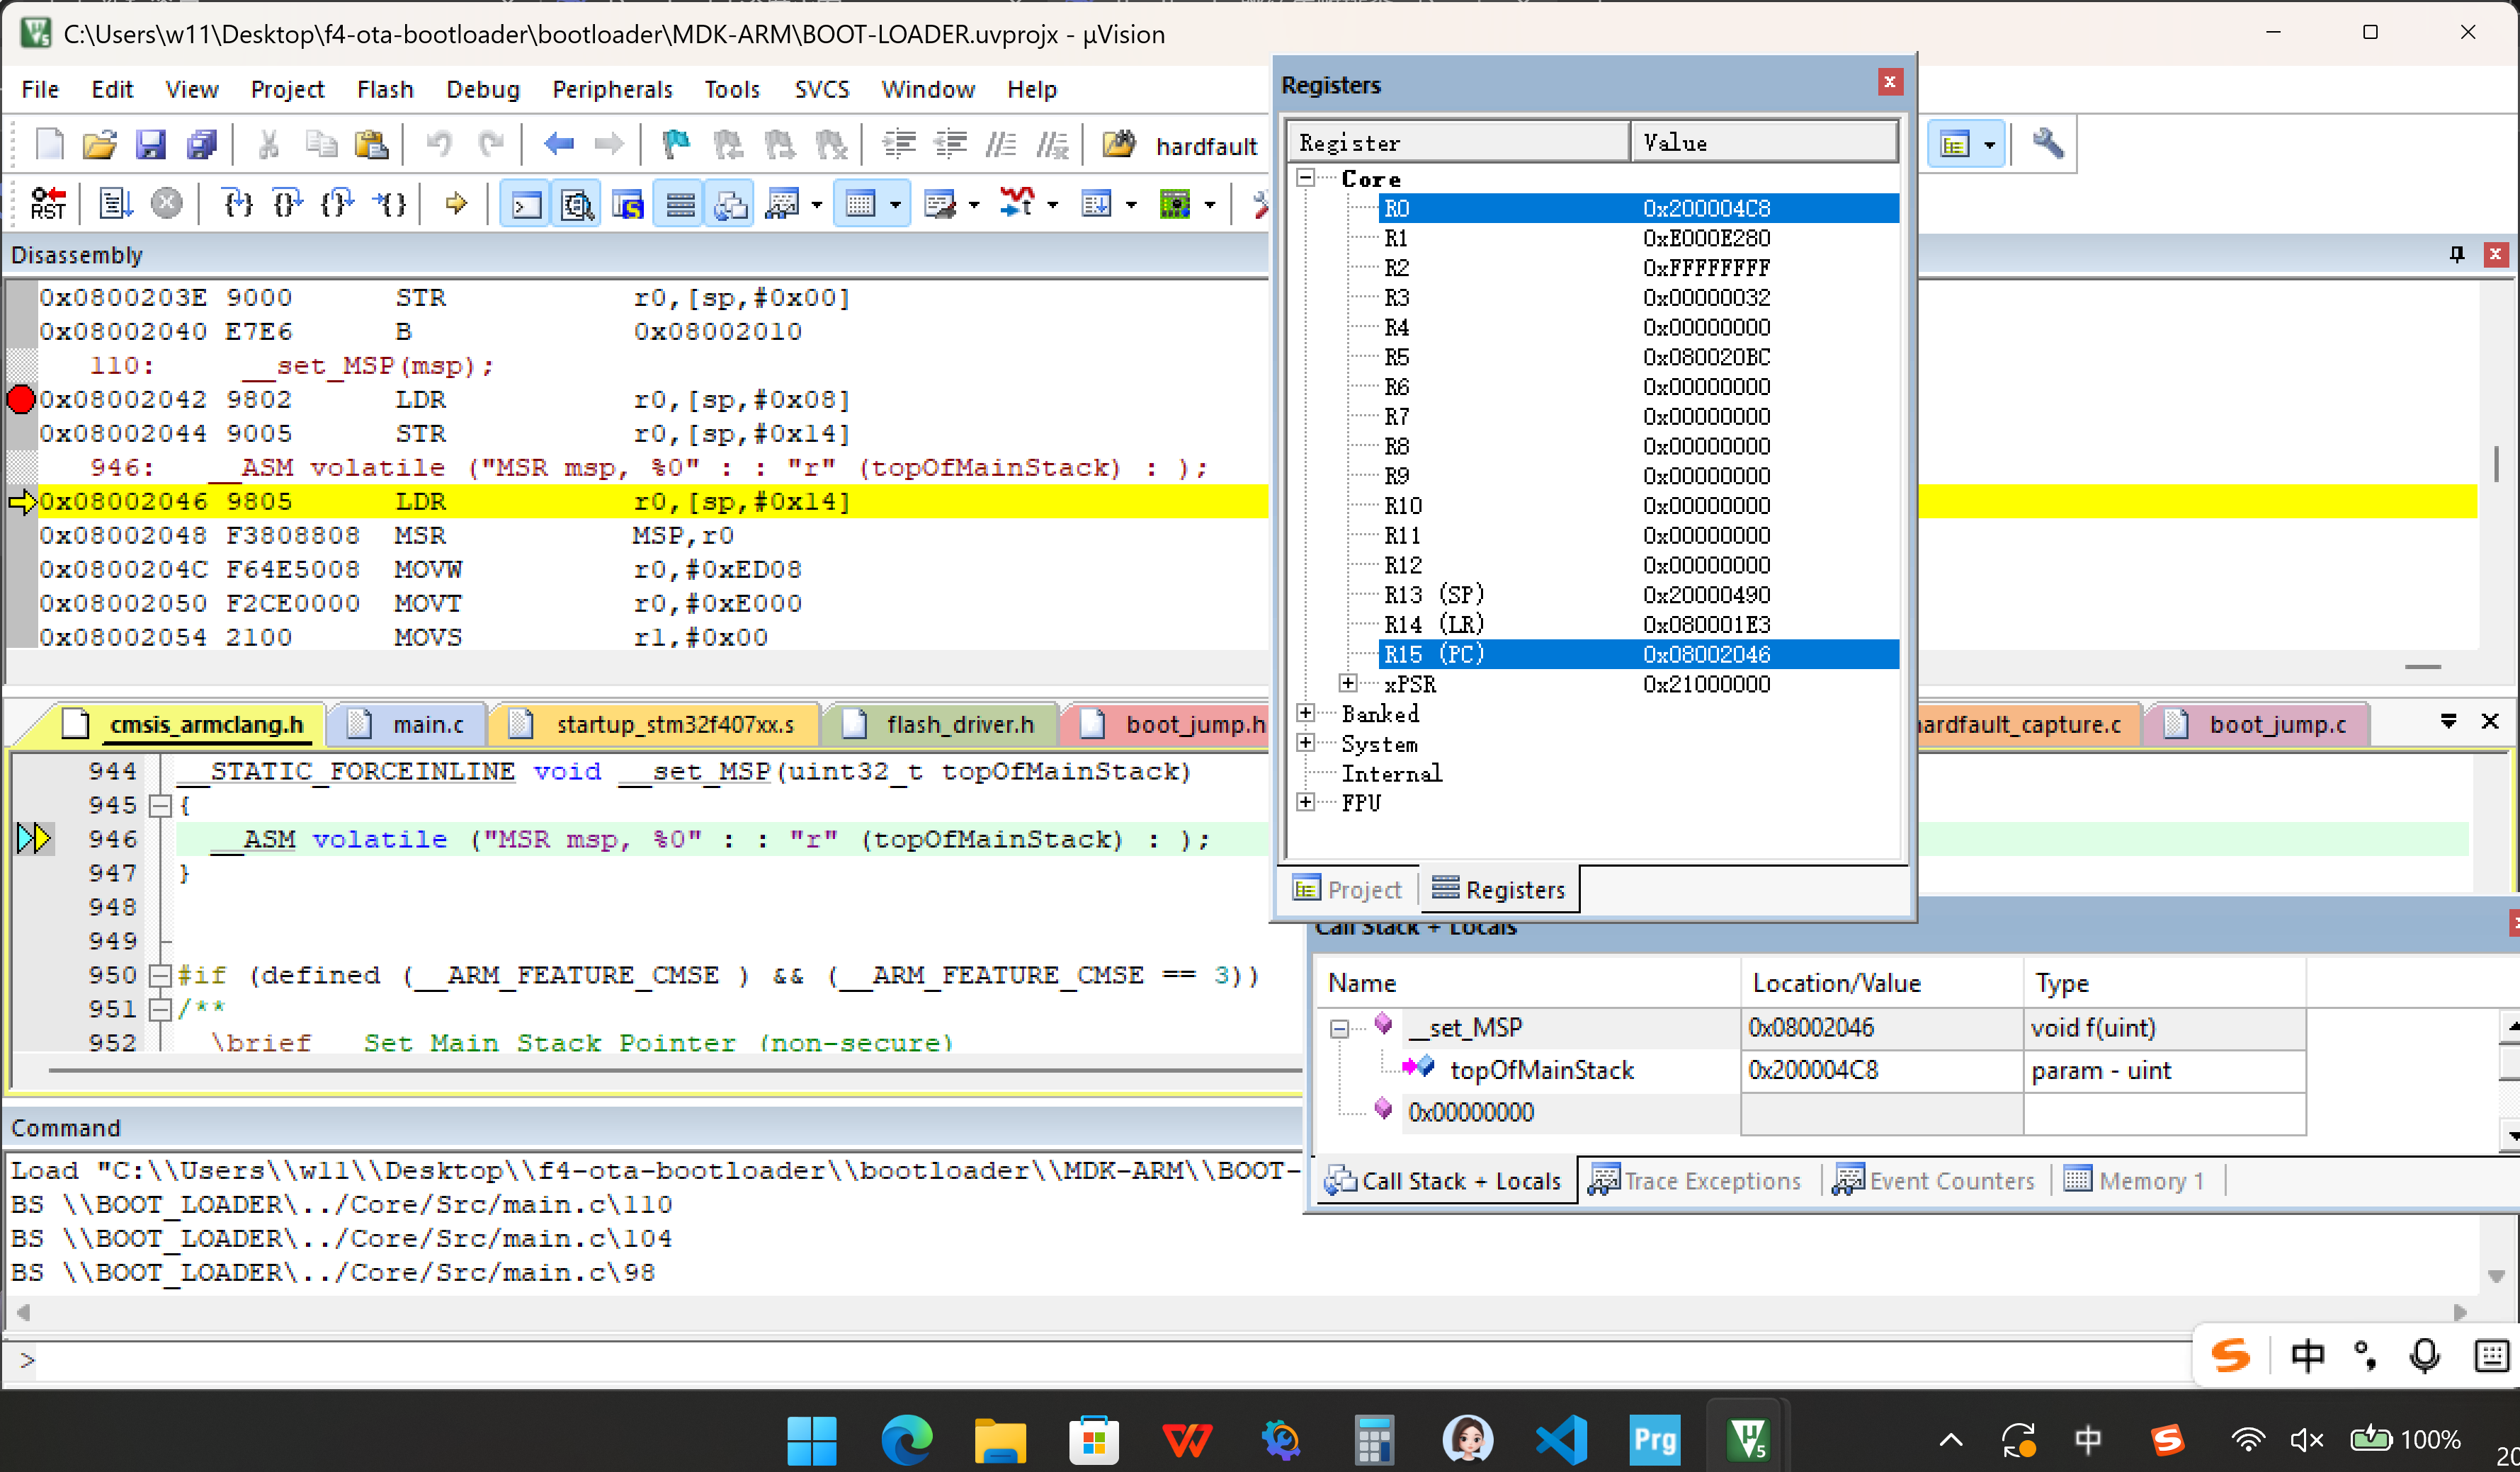 C:\Users\w11\Desktop\f4-ota-bootloader\bootloader\MDK-ARM\BOOT-LOADER.uvprojx - µVision
File Edit View Project Flash Debug Peripherals Tools SVCS Window Help
hardfault
RST
Disassembly
0x0800203E 9000 STR r0,[sp,#0x00]
0x08002040 E7E6 B 0x08002010
110: __set_MSP(msp);
0x08002042 9802 LDR r0,[sp,#0x08]
0x08002044 9005 STR r0,[sp,#0x14]
946: __ASM volatile ("MSR msp, %0" : : "r" (topOfMainStack) : );
0x08002046 9805 LDR r0,[sp,#0x14]
0x08002048 F3808808 MSR MSP,r0
0x0800204C F64E5008 MOVW r0,#0xED08
0x08002050 F2CE0000 MOVT r0,#0xE000
0x08002054 2100 MOVS r1,#0x00
Registers
Register Value
Core
R0 0x200004C8
R1 0xE000E280
R2 0xFFFFFFFF
R3 0x00000032
R4 0x00000000
R5 0x080020BC
R6 0x00000000
R7 0x00000000
R8 0x00000000
R9 0x00000000
R10 0x00000000
R11 0x00000000
R12 0x00000000
R13 (SP) 0x20000490
R14 (LR) 0x080001E3
R15 (PC) 0x08002046
xPSR 0x21000000
Banked
System
Internal
FPU
Project Registers
cmsis_armclang.h main.c startup_stm32f407xx.s flash_driver.h boot_jump.h hardfault_capture.c boot_jump.c
944 __STATIC_FORCEINLINE void __set_MSP(uint32_t topOfMainStack)
945 {
946 __ASM volatile ("MSR msp, %0" : : "r" (topOfMainStack) : );
947 }
948
949
950 #if (defined (__ARM_FEATURE_CMSE ) && (__ARM_FEATURE_CMSE == 3))
951 /**
952 \brief Set Main Stack Pointer (non-secure)
Call Stack + Locals
Name Location/Value Type
__set_MSP 0x08002046 void f(uint)
topOfMainStack 0x200004C8 param - uint
0x00000000
Call Stack + Locals Trace Exceptions Event Counters Memory 1
Command
Load "C:\\Users\\w11\\Desktop\\f4-ota-bootloader\\bootloader\\MDK-ARM\\BOOT-
BS \\BOOT_LOADER\../Core/Src/main.c\110
BS \\BOOT_LOADER\../Core/Src/main.c\104
BS \\BOOT_LOADER\../Core/Src/main.c\98
>
中
Prg
中
100%
20